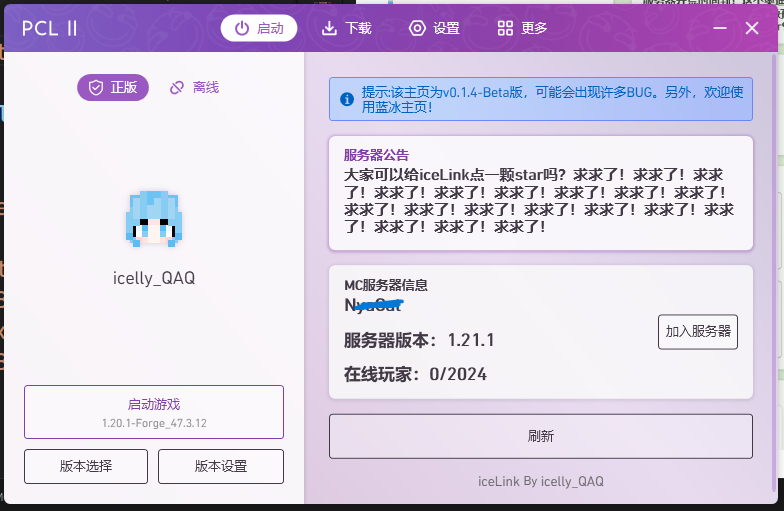 PCL II
启动
下载
设置
更多
正版
离线
提示:该主页为v0.1.4-Beta版，可能会出现许多BUG。另外，欢迎使
用蓝冰主页！
服务器公告
大家可以给iceLink点一颗star吗？求求了！求求了！求求
了！求求了！求求了！求求了！求求了！求求了！求求了！
求求了！求求了！求求了！求求了！求求了！求求了！求求
了！求求了！求求了！求求了！
icelly_QAQ
MC服务器信息
服务器版本：1.21.1
加入服务器
在线玩家：0/2024
启动游戏
1.20.1-Forge_47.3.12
版本选择
版本设置
刷新
iceLink By icelly_QAQ